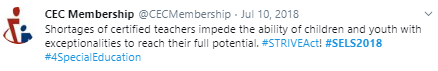 CEC Membership @CECMembership · Jul 10, 2018
Shortages of certified teachers impede the ability of children and youth with
exceptionalities to reach their full potential. #STRIVEAct! #SELS2018
#4SpecialEducation